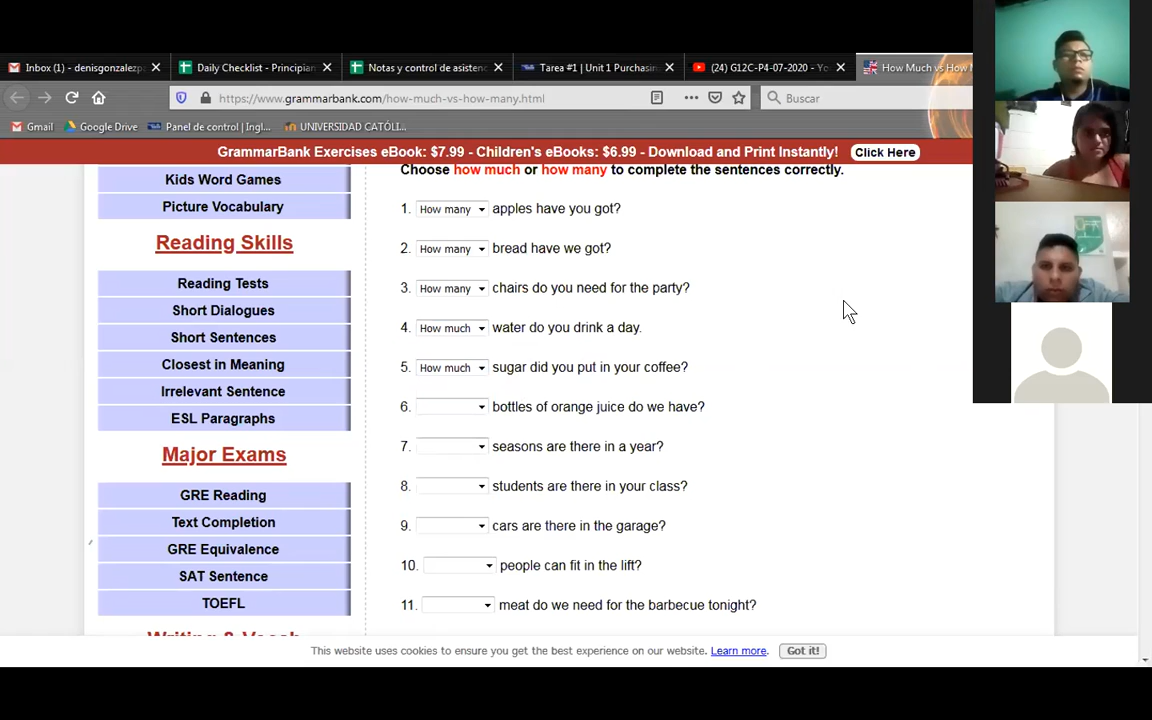 Inbox (1) - denisgonzalezp
Daily Checklist - Principian
Notas y control de asistenc
Tarea #1 | Unit 1 Purchasin
(24) G12C-P4-07-2020 - Yo
How Much vs How M
https://www.grammarbank.com/how-much-vs-how-many.html
Buscar
Gmail
Google Drive
Panel de control | Ingl...
UNIVERSIDAD CATÓLI...
GrammarBank Exercises eBook: $7.99 - Children's eBooks: $6.99 - Download and Print Instantly! Click Here
Kids Word Games
Picture Vocabulary
Reading Skills
Reading Tests
Short Dialogues
Short Sentences
Closest in Meaning
Irrelevant Sentence
ESL Paragraphs
Major Exams
GRE Reading
Text Completion
GRE Equivalence
SAT Sentence
TOEFL
Writing & Vocab
Choose how much or how many to complete the sentences correctly.
1. How many apples have you got?
2. How many bread have we got?
3. How many chairs do you need for the party?
4. How much water do you drink a day.
5. How much sugar did you put in your coffee?
6. bottles of orange juice do we have?
7. seasons are there in a year?
8. students are there in your class?
9. cars are there in the garage?
10. people can fit in the lift?
11. meat do we need for the barbecue tonight?
This website uses cookies to ensure you get the best experience on our website. Learn more. Got it!